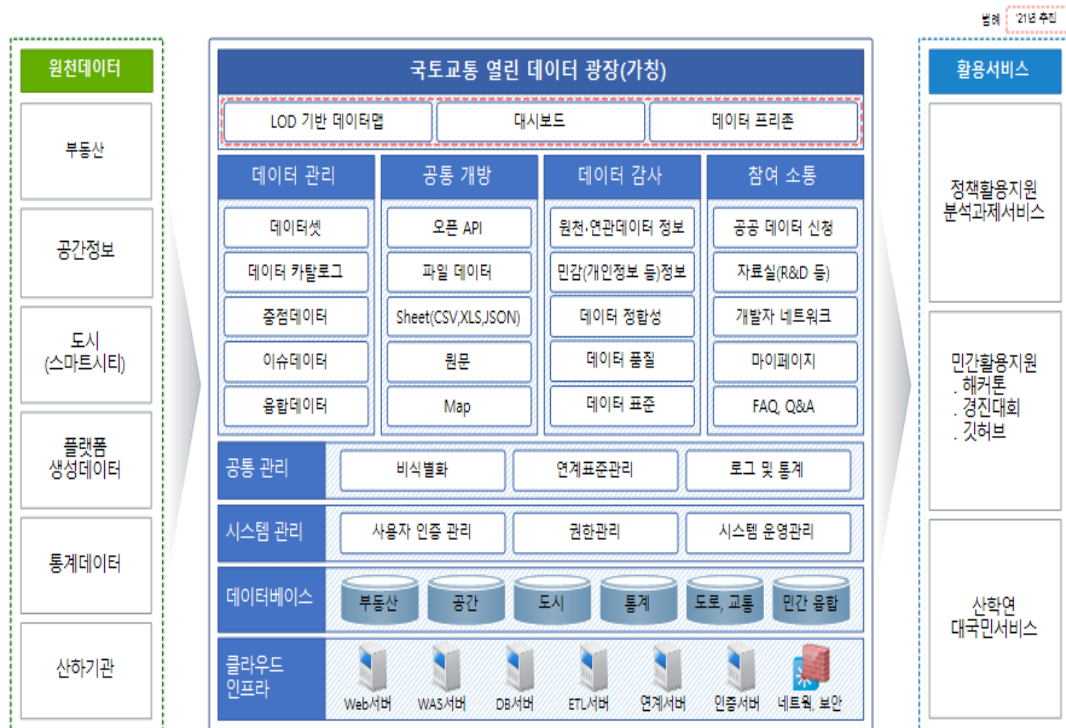 범례 '21년 추진
원천데이터
부동산
공간정보
도시
(스마트시티)
플랫폼
생성데이터
통계데이터
산하기관
국토교통 열린 데이터 광장(가칭)
LOD 기반 데이터맵
대시보드
데이터 프리존
데이터 관리
데이터셋
데이터 카탈로그
중점데이터
이슈데이터
융합데이터
공통 개방
오픈 API
파일 데이터
Sheet(CSV,XLS,JSON)
원문
Map
데이터 감사
원천·연관데이터 정보
민감(개인정보 등)정보
데이터 정합성
데이터 품질
데이터 표준
참여 소통
공공 데이터 신청
자료실(R&D 등)
개발자 네트워크
마이페이지
FAQ, Q&A
공통 관리
비식별화
연계표준관리
로그 및 통계
시스템 관리
사용자 인증 관리
권한관리
시스템 운영관리
데이터베이스
부동산
공간
도시
통계
도로, 교통
민간 융합
클라우드
인프라
Web서버
WAS서버
DB서버
ETL서버
연계서버
인증서버
네트웍, 보안
활용서비스
정책활용지원
분석과제서비스
민간활용지원
. 해커톤
. 경진대회
. 깃허브
산학연
대국민서비스